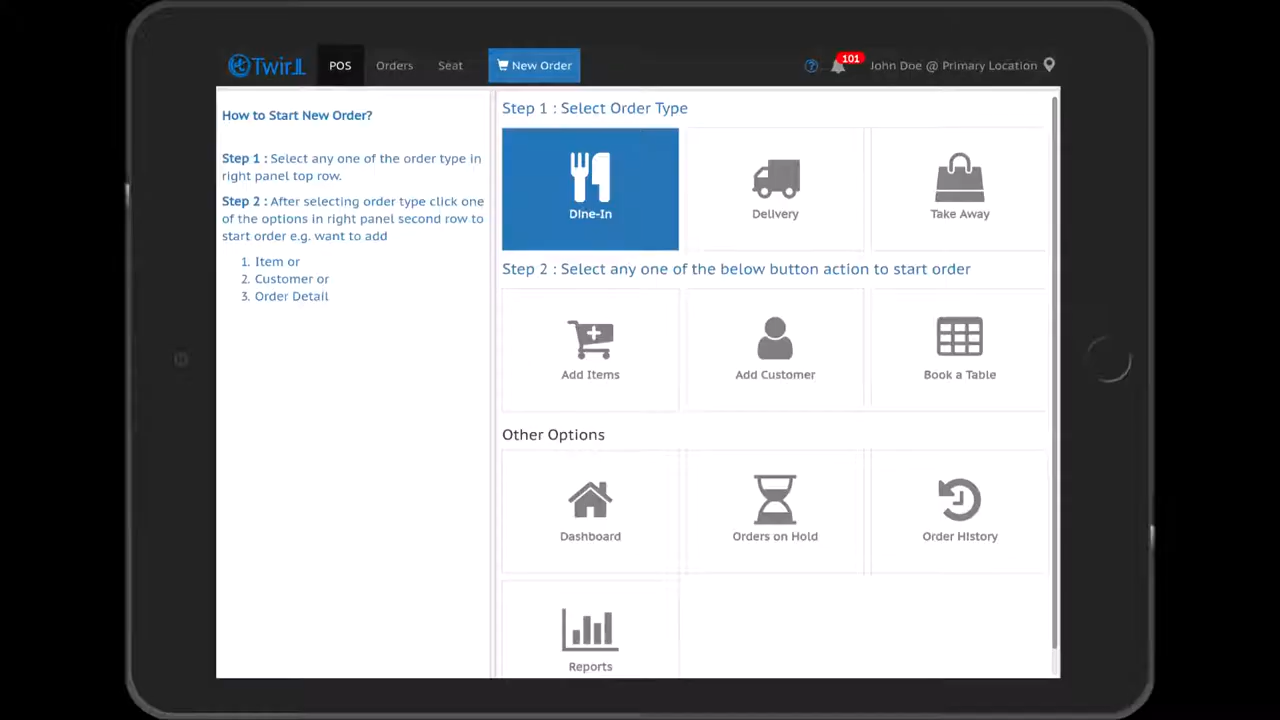 Twirll
POS
Orders
Seat
New Order
101
John Doe @ Primary Location
How to Start New Order?
Step 1 : Select any one of the order type in
right panel top row.
Step 2 : After selecting order type click one
of the options in right panel second row to
start order e.g. want to add
1. Item or
2. Customer or
3. Order Detail
Step 1 : Select Order Type
Dine-In
Delivery
Take Away
Step 2 : Select any one of the below button action to start order
Add Items
Add Customer
Book a Table
Other Options
Dashboard
Orders on Hold
Order History
Reports